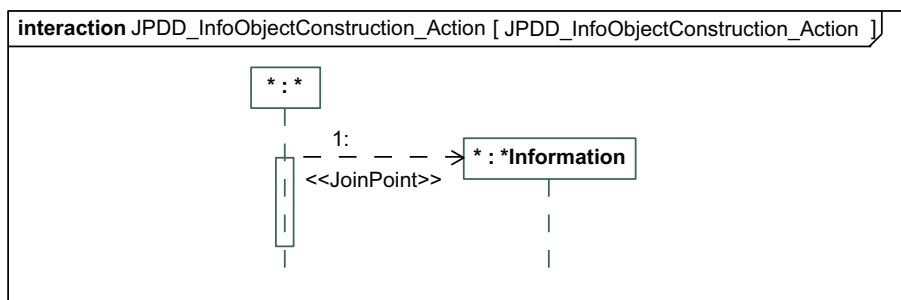 interaction JPDD_InfoObjectConstruction_Action [ JPDD_InfoObjectConstruction_Action ]
* : *
1:
* : *Information
<<JoinPoint>>